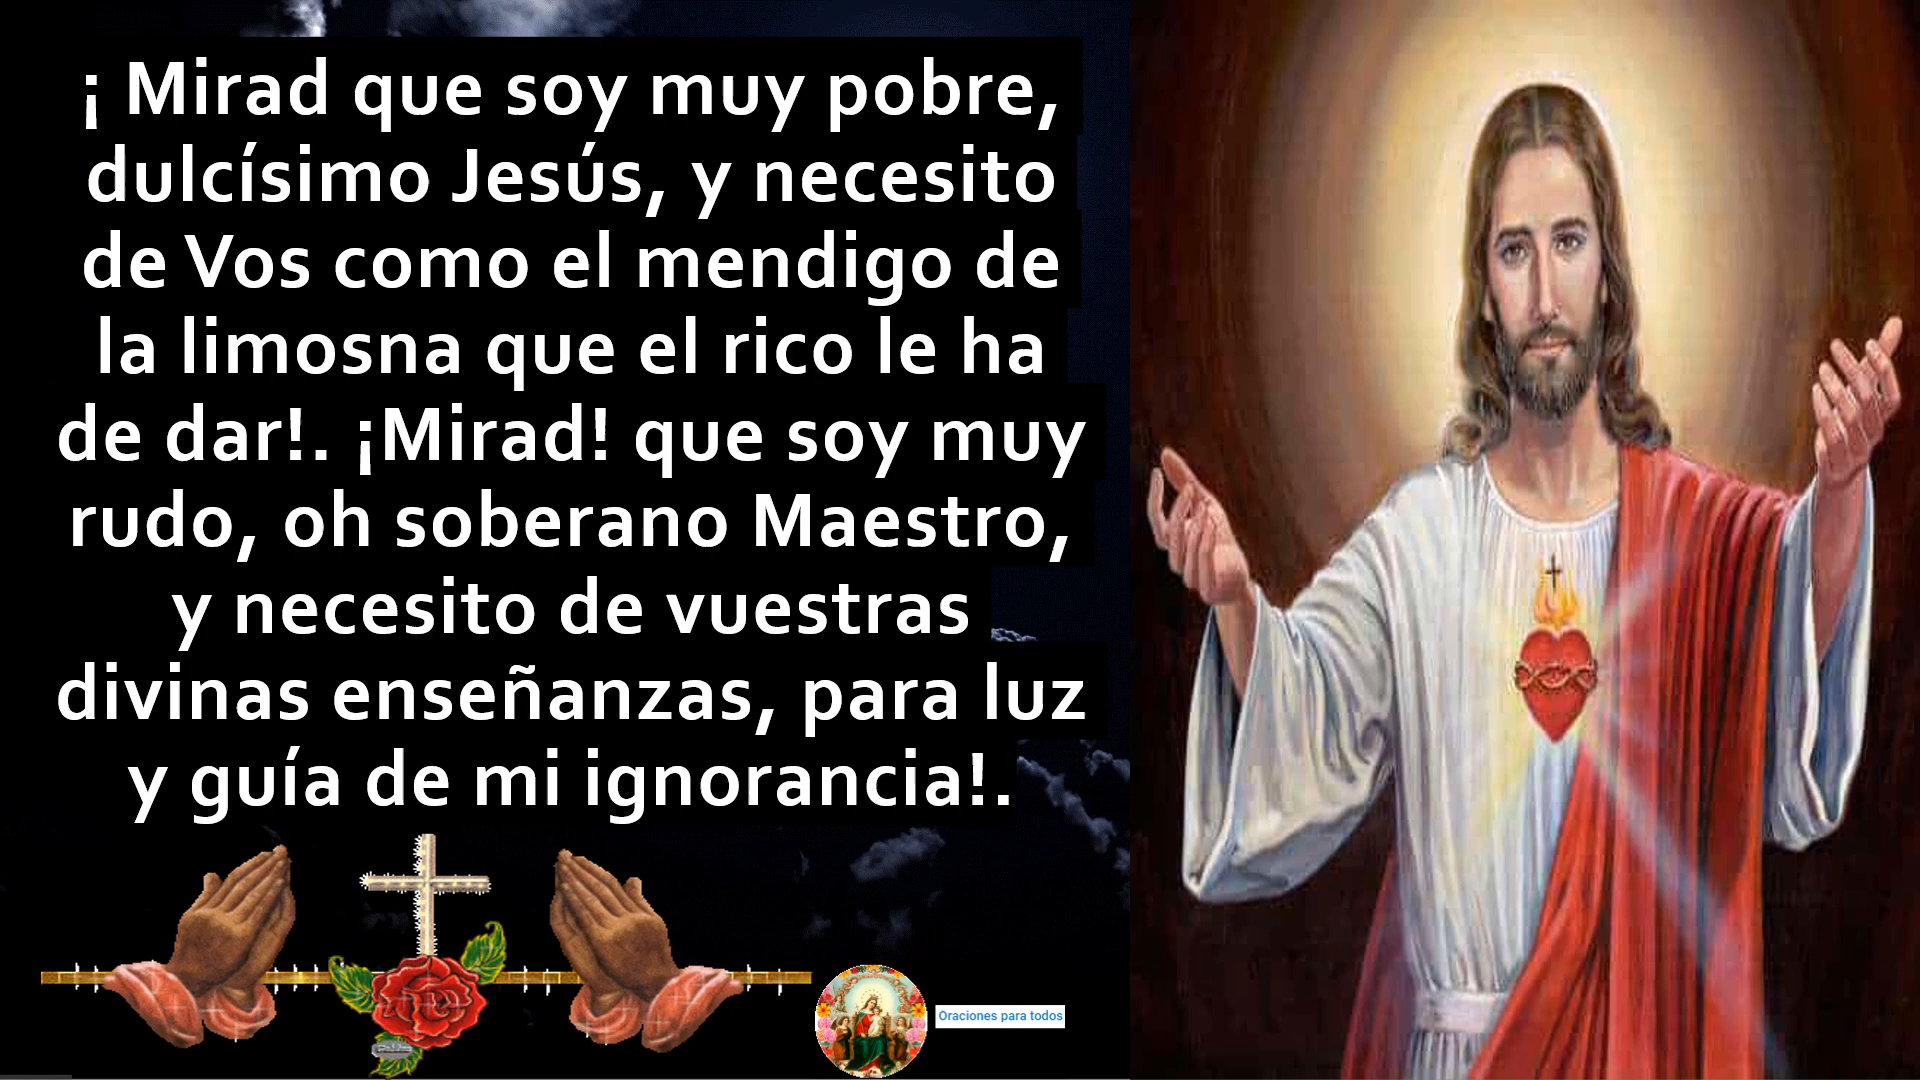 ¡ Mirad que soy muy pobre,
dulcísimo Jesús, y necesito
de Vos como el mendigo de
la limosna que el rico le ha
de dar!. ¡Mirad! que soy muy
rudo, oh soberano Maestro,
y necesito de vuestras
divinas enseñanzas, para luz
y guía de mi ignorancia!.
Oraciones para todos